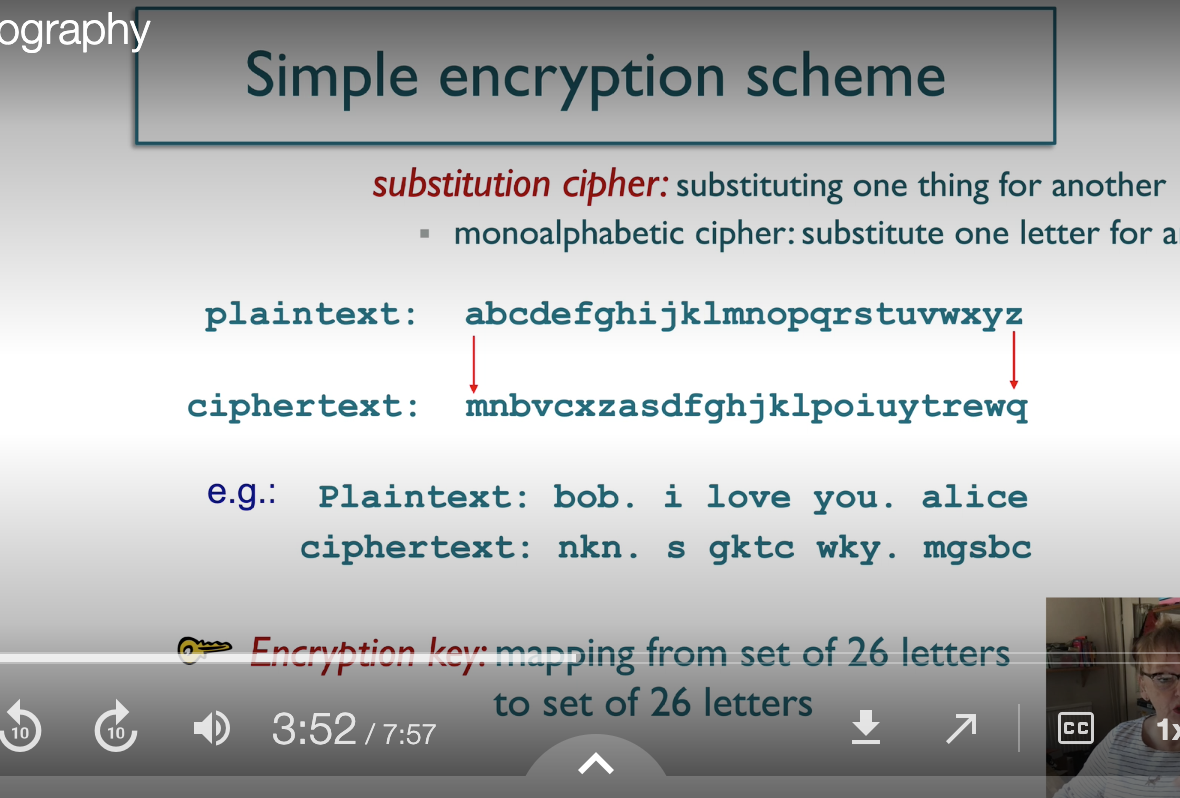 ography
Simple encryption scheme
substitution cipher: substituting one thing for another
▪ monoalphabetic cipher: substitute one letter for a
plaintext: abcdefghijklmnopqrstuvwxyz
ciphertext: mnbvcxzasdfghjklpoiuytrewq
e.g.: Plaintext: bob. i love you. alice
ciphertext: nkn. s gktc wky. mgsbc
Encryption key: mapping from set of 26 letters
to set of 26 letters
10 10 3:52 / 7:57 CC 1x